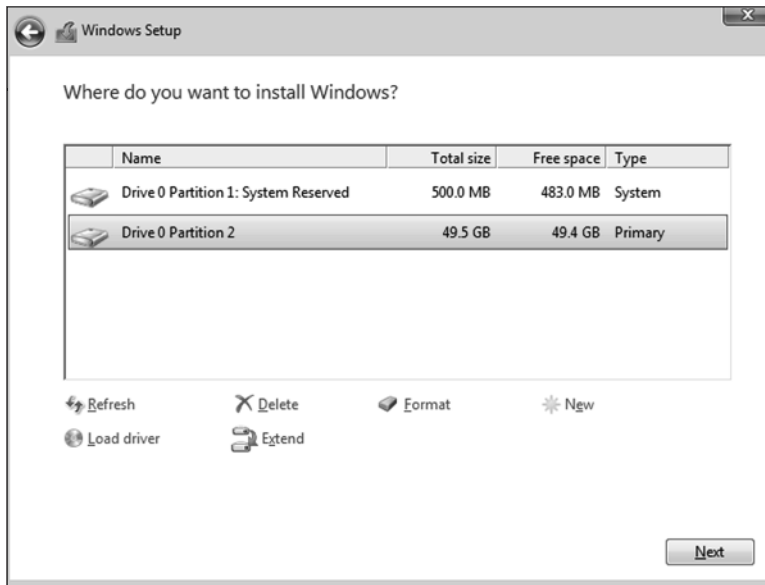 Windows Setup
Where do you want to install Windows?
Name Total size Free space Type
Drive 0 Partition 1: System Reserved 500.0 MB 483.0 MB System
Drive 0 Partition 2 49.5 GB 49.4 GB Primary
Refresh Delete Format New
Load driver Extend
Next